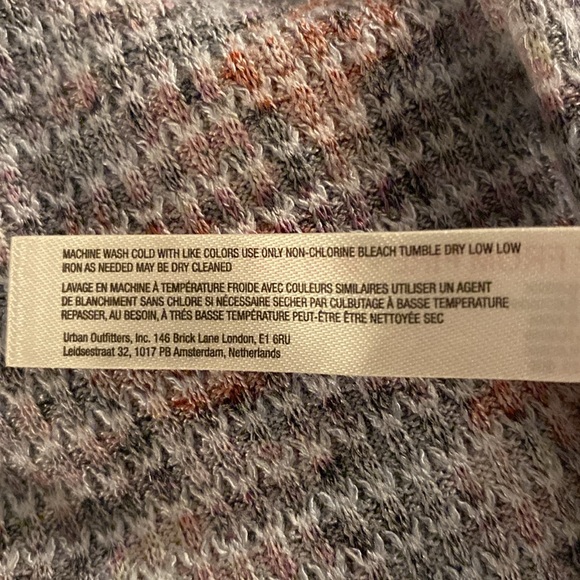 MACHINE WASH COLD WITH LIKE COLORS USE ONLY NON-CHLORINE BLEACH TUMBLE DRY LOW LOW
IRON AS NEEDED MAY BE DRY CLEANED
LAVAGE EN MACHINE À TEMPÉRATURE FROIDE AVEC COULEURS SIMILAIRES UTILISER UN AGENT
DE BLANCHIMENT SANS CHLORE SI NÉCESSAIRE SECHER PAR CULBUTAGE À BASSE TEMPERATURE
REPASSER, AU BESOIN, À TRÉS BASSE TEMPÉRATURE PEUT-ÊTRE ÊTRE NETTOYÉE SEC
Urban Outfitters, Inc. 146 Brick Lane London, E1 6RU
Leidsestraat 32, 1017 PB Amsterdam, Netherlands